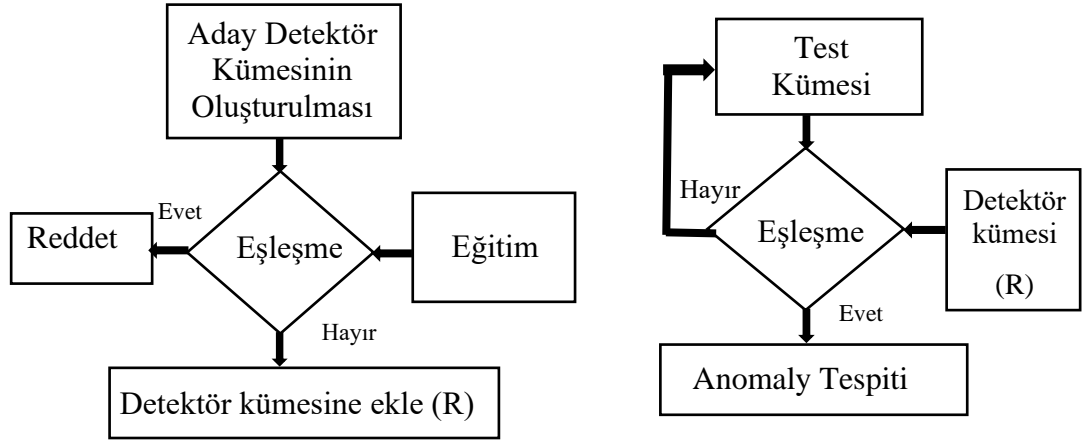 Aday Detektör
Kümesinin
Oluşturulması
Evet
Reddet
Eşleşme
Eğitim
Hayır
Detektör kümesine ekle (R)
Test
Kümesi
Hayır
Eşleşme
Detektör
kümesi
(R)
Evet
Anomaly Tespiti